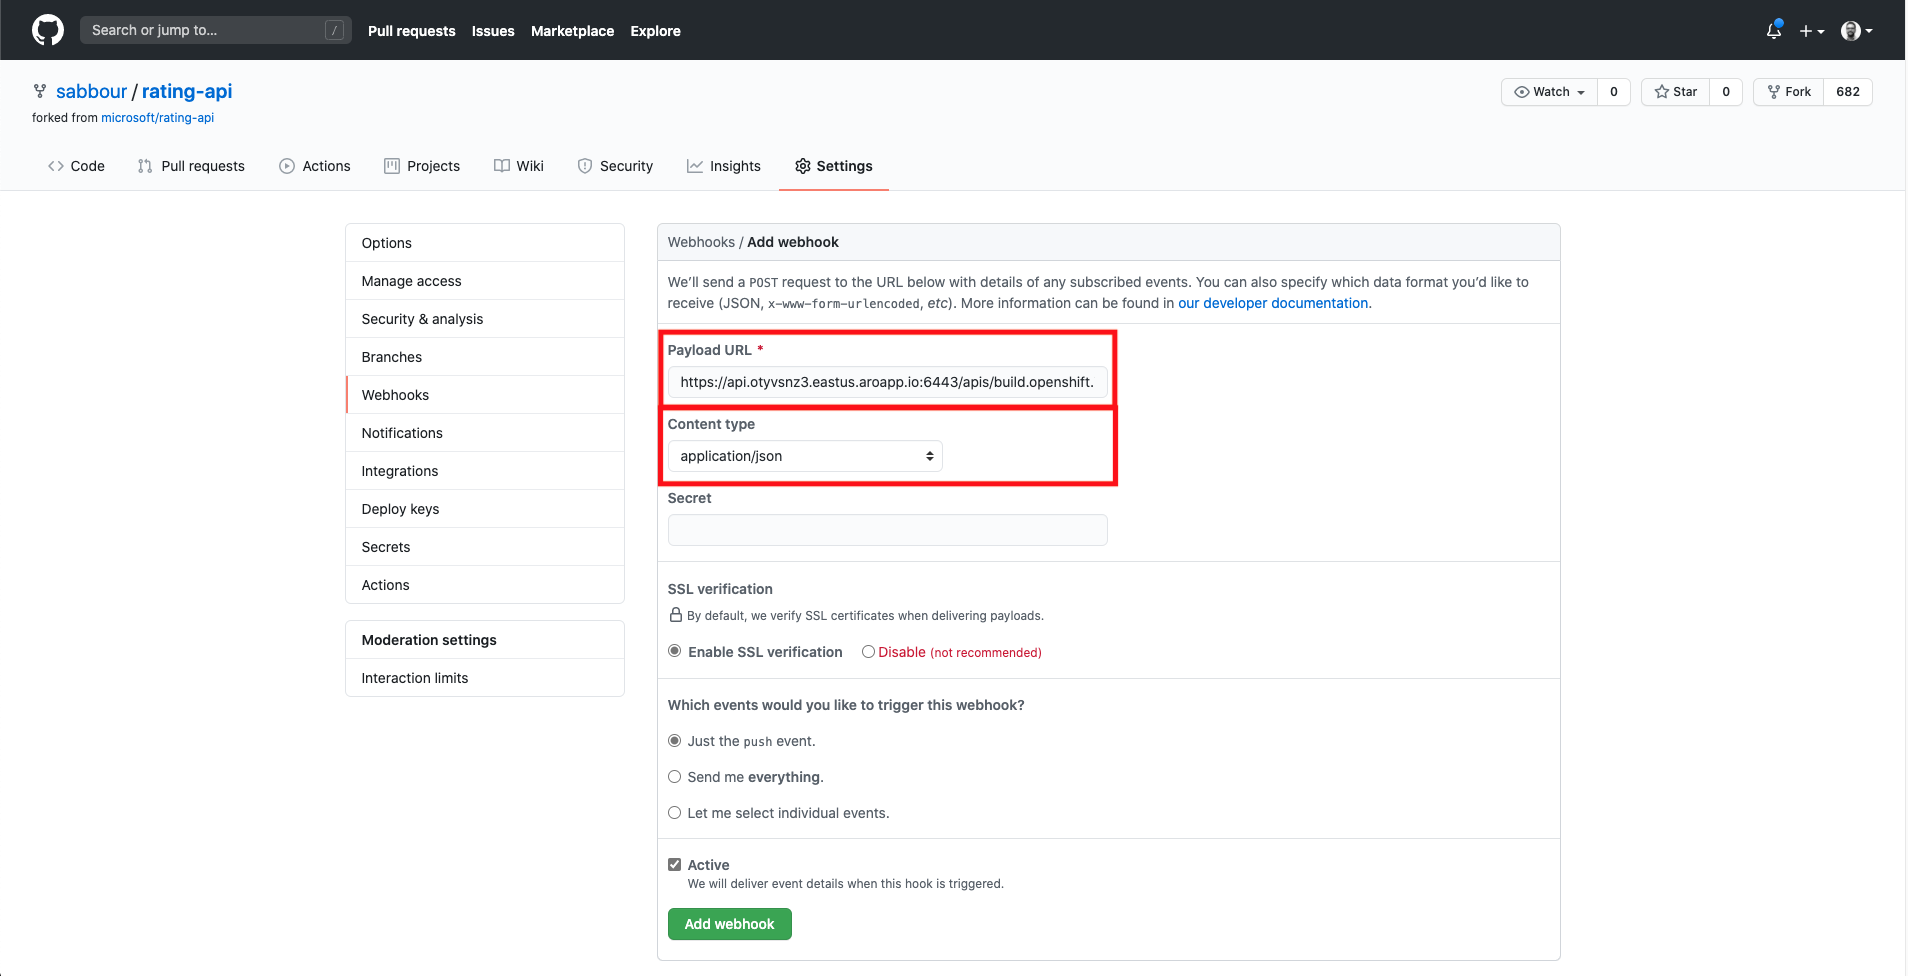 Search or jump to... /
Pull requests Issues Marketplace Explore
sabbour / rating-api
forked from microsoft/rating-api
Watch 0 Star 0 Fork 682
Code Pull requests Actions Projects Wiki Security Insights Settings
Options
Manage access
Security & analysis
Branches
Webhooks
Notifications
Integrations
Deploy keys
Secrets
Actions
Moderation settings
Interaction limits
Webhooks / Add webhook
We’ll send a POST request to the URL below with details of any subscribed events. You can also specify which data format you’d like to
receive (JSON, x-www-form-urlencoded, etc). More information can be found in our developer documentation.
Payload URL *
https://api.otyvsnz3.eastus.aroapp.io:6443/apis/build.openshift.
Content type
application/json
Secret
SSL verification
By default, we verify SSL certificates when delivering payloads.
Enable SSL verification Disable (not recommended)
Which events would you like to trigger this webhook?
Just the push event.
Send me everything.
Let me select individual events.
Active
We will deliver event details when this hook is triggered.
Add webhook